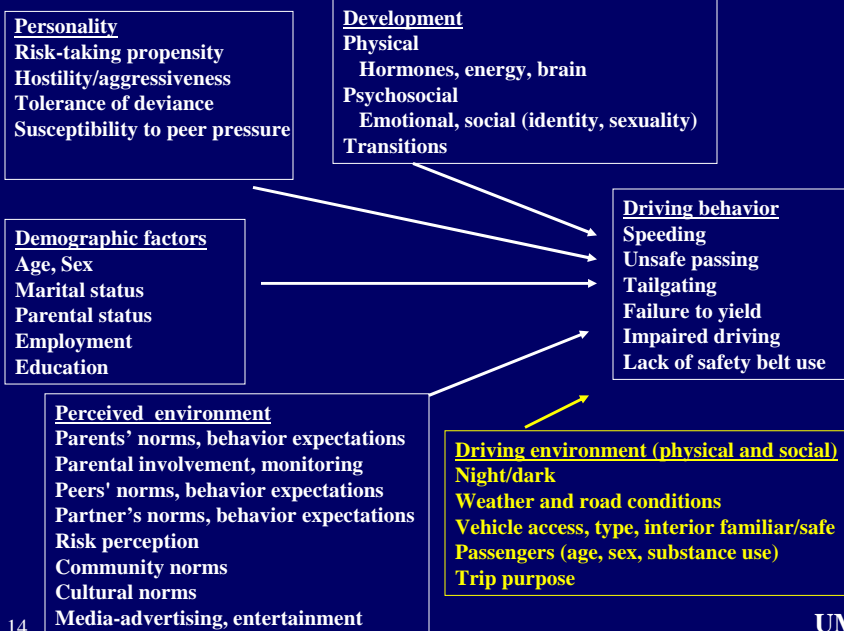 Personality
Risk-taking propensity
Hostility/aggressiveness
Tolerance of deviance
Susceptibility to peer pressure
Development
Physical
Hormones, energy, brain
Psychosocial
Emotional, social (identity, sexuality)
Transitions
Demographic factors
Age, Sex
Marital status
Parental status
Employment
Education
Driving behavior
Speeding
Unsafe passing
Tailgating
Failure to yield
Impaired driving
Lack of safety belt use
Perceived environment
Parents' norms, behavior expectations
Parental involvement, monitoring
Peers' norms, behavior expectations
Partner's norms, behavior expectations
Risk perception
Community norms
Cultural norms
Media-advertising, entertainment
Driving environment (physical and social)
Night/dark
Weather and road conditions
Vehicle access, type, interior familiar/safe
Passengers (age, sex, substance use)
Trip purpose
14